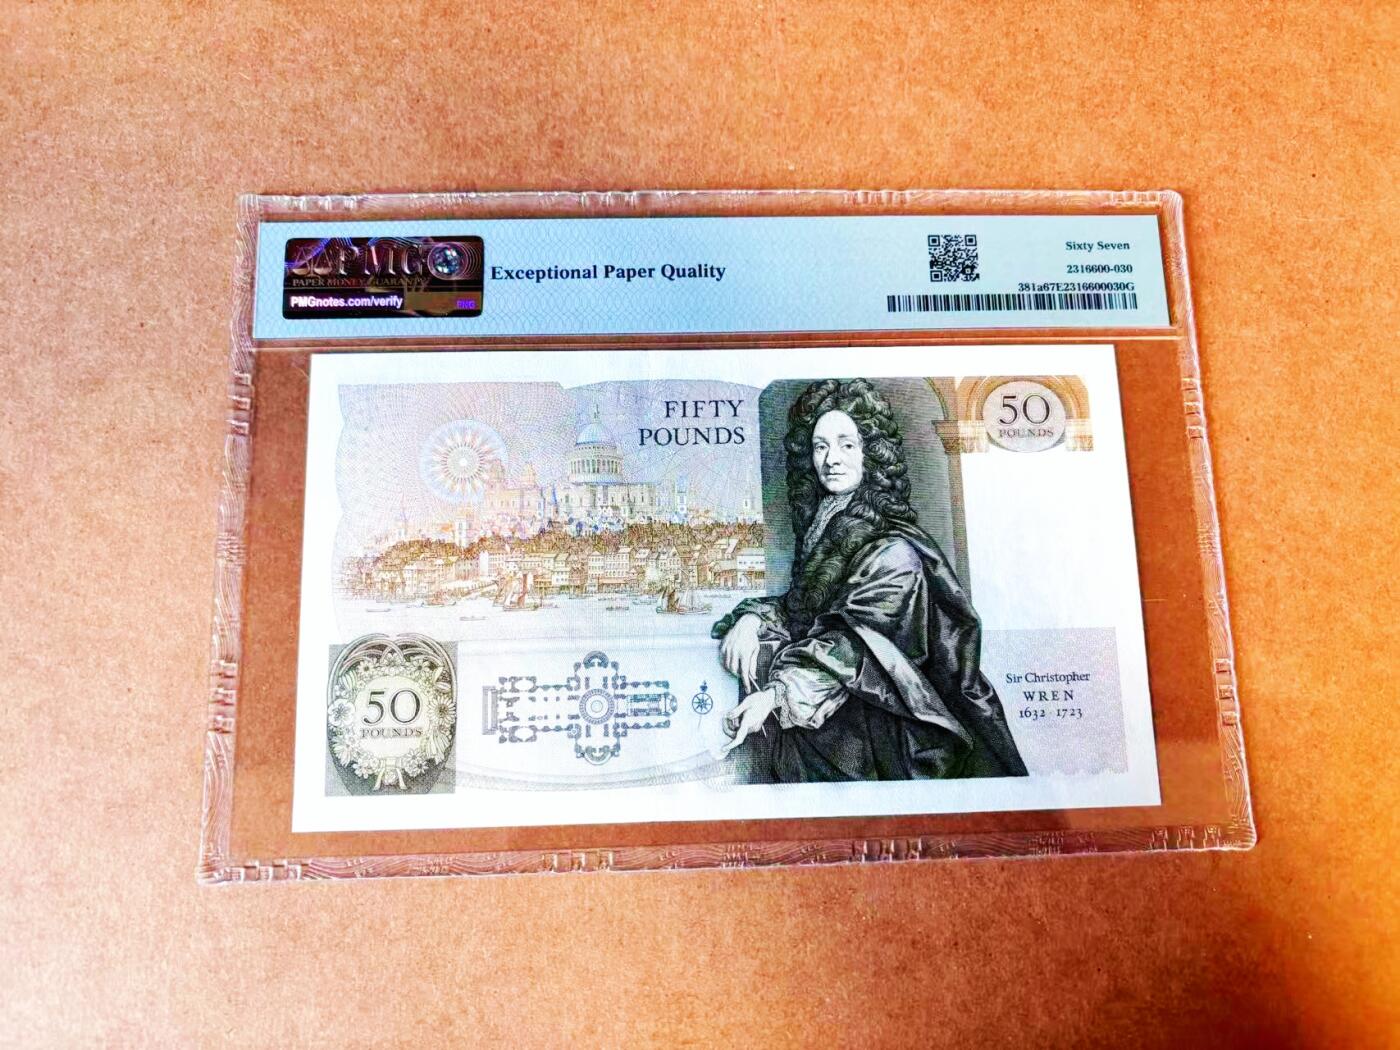 PMG
PAPER MONEY GUARANTY
PMGnotes.com/verify
ENG
Exceptional Paper Quality
Sixty Seven
2316600-030
381a67E2316600030G
FIFTY
POUNDS
50
POUNDS
50
POUNDS
Sir Christopher
WREN
1632 · 1723